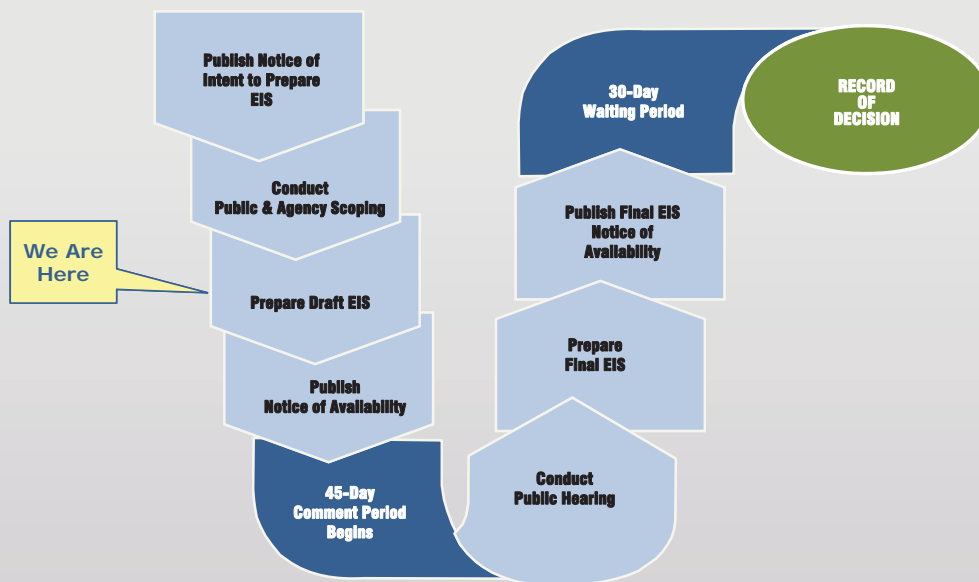 Publish Notice of
Intent to Prepare
EIS
Conduct
Public & Agency Scoping
We Are
Here
Prepare Draft EIS
Publish
Notice of Availability
45-Day
Comment Period
Begins
Conduct
Public Hearing
Prepare
Final EIS
Publish Final EIS
Notice of
Availability
30-Day
Waiting Period
RECORD
OF
DECISION